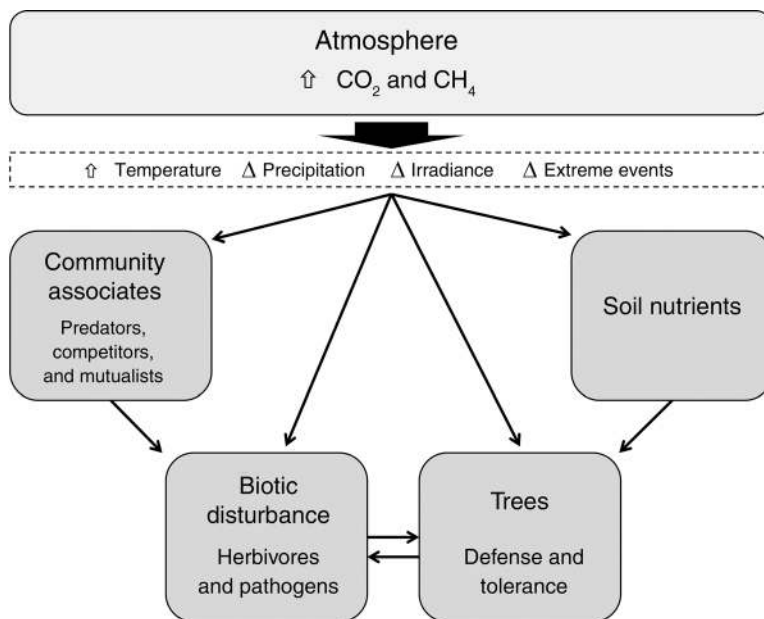 Atmosphere
⇧ CO₂ and CH₄
⇧ Temperature Δ Precipitation Δ Irradiance Δ Extreme events
Community
associates
Predators,
competitors,
and mutualists
Soil nutrients
Biotic
disturbance
Herbivores
and pathogens
Trees
Defense and
tolerance